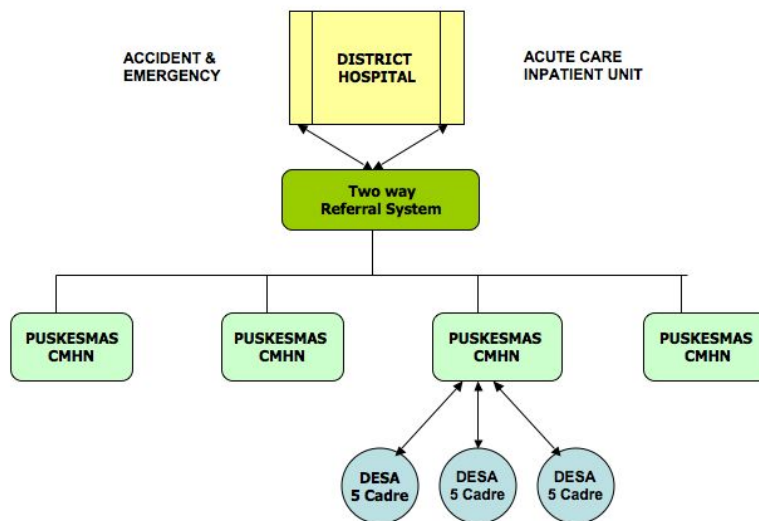 ACCIDENT &
EMERGENCY
DISTRICT
HOSPITAL
ACUTE CARE
INPATIENT UNIT
Two way
Referral System
PUSKESMAS
CMHN
PUSKESMAS
CMHN
PUSKESMAS
CMHN
PUSKESMAS
CMHN
DESA
5 Cadre
DESA
5 Cadre
DESA
5 Cadre